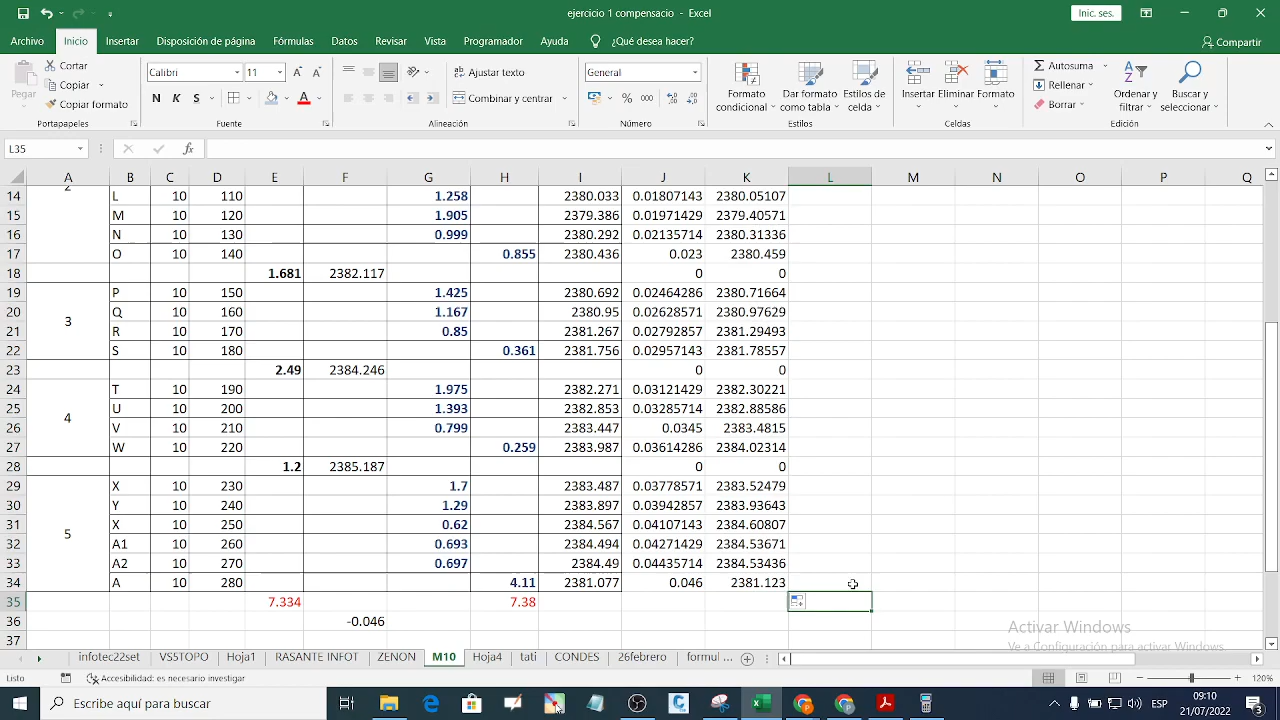 ejercicio 1 compensacio - Excel
Inic. ses.
Archivo Inicio Insertar Disposición de página Fórmulas Datos Revisar Vista Programador Ayuda ¿Qué desea hacer? Compartir
Pegar
Cortar
Copiar
Copiar formato
Calibri 11
N K S
Ajustar texto
Combinar y centrar
General
% 000
Formato condicional
Dar formato como tabla
Estilos de celda
Insertar Eliminar Formato
Autosuma
Rellenar
Borrar
Ordenar y filtrar
Buscar y seleccionar
Portapapeles Fuente Alineación Número Estilos Celdas Edición
L35 fx
A B C D E F G H I J K L M N O P Q
14 2 L 10 110 1.258 2380.033 0.01807143 2380.05107
15 M 10 120 1.905 2379.386 0.01971429 2379.40571
16 N 10 130 0.999 2380.292 0.02135714 2380.31336
17 O 10 140 0.855 2380.436 0.023 2380.459
18 1.681 2382.117 0 0
19 P 10 150 1.425 2380.692 0.02464286 2380.71664
20 Q 10 160 1.167 2380.95 0.02628571 2380.97629
3
21 R 10 170 0.85 2381.267 0.02792857 2381.29493
22 S 10 180 0.361 2381.756 0.02957143 2381.78557
23 2.49 2384.246 0 0
24 T 10 190 1.975 2382.271 0.03121429 2382.30221
25 U 10 200 1.393 2382.853 0.03285714 2382.88586
4
26 V 10 210 0.799 2383.447 0.0345 2383.4815
27 W 10 220 0.259 2383.987 0.03614286 2384.02314
28 1.2 2385.187 0 0
29 X 10 230 1.7 2383.487 0.03778571 2383.52479
30 Y 10 240 1.29 2383.897 0.03942857 2383.93643
31 X 10 250 0.62 2384.567 0.04107143 2384.60807
5
32 A1 10 260 0.693 2384.494 0.04271429 2384.53671
33 A2 10 270 0.697 2384.49 0.04435714 2384.53436
34 A 10 280 4.11 2381.077 0.046 2381.123
35 7.334 7.38
36 -0.046
37
Activar Windows
Ve a Configuración para activar Windows.
infotec22set VS5TOPO Hoja1 RASANTE ZEÑON M10 Hoja4 tati CONDES 26febrero formul ...
Listo Accesibilidad: es necesario investigar 120%
Escribe aquí para buscar
ESP
09:10
21/07/2022